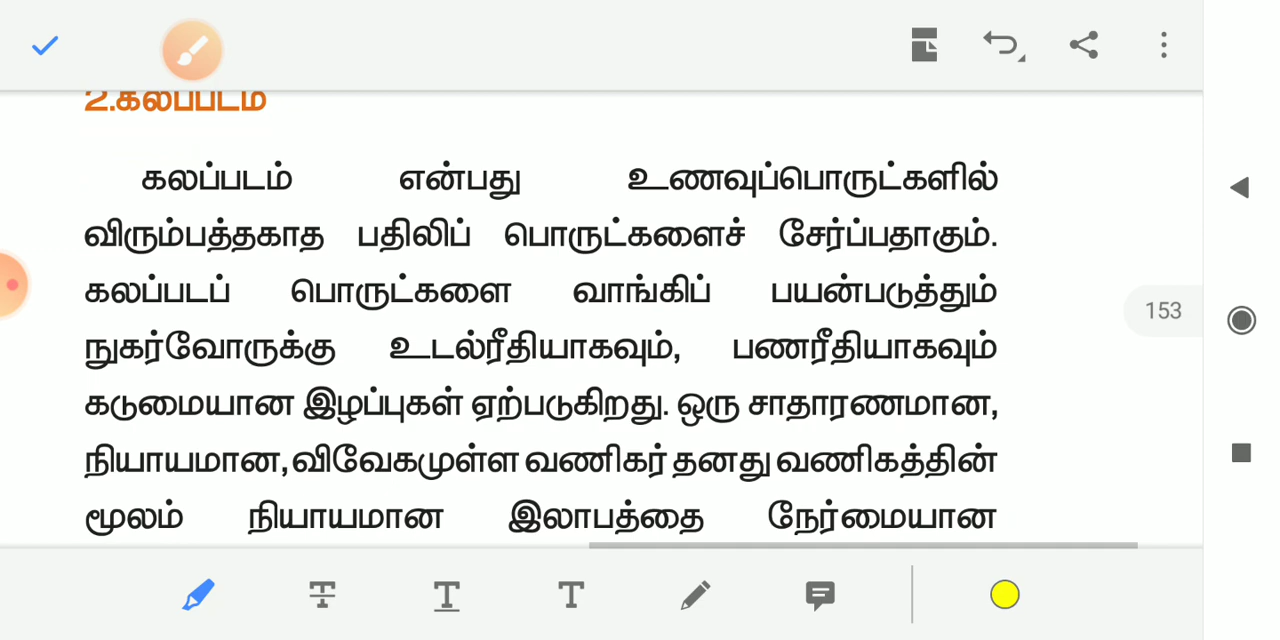 2.கலப்படம்
கலப்படம் என்பது உணவுப்பொருட்களில்
விரும்பத்தகாத பதிலிப் பொருட்களைச் சேர்ப்பதாகும்.
கலப்படப் பொருட்களை வாங்கிப் பயன்படுத்தும்
153
நுகர்வோருக்கு உடல்ரீதியாகவும், பணரீதியாகவும்
கடுமையான இழப்புகள் ஏற்படுகிறது. ஒரு சாதாரணமான,
நியாயமான, விவேகமுள்ள வணிகர் தனது வணிகத்தின்
மூலம் நியாயமான இலாபத்தை நேர்மையான